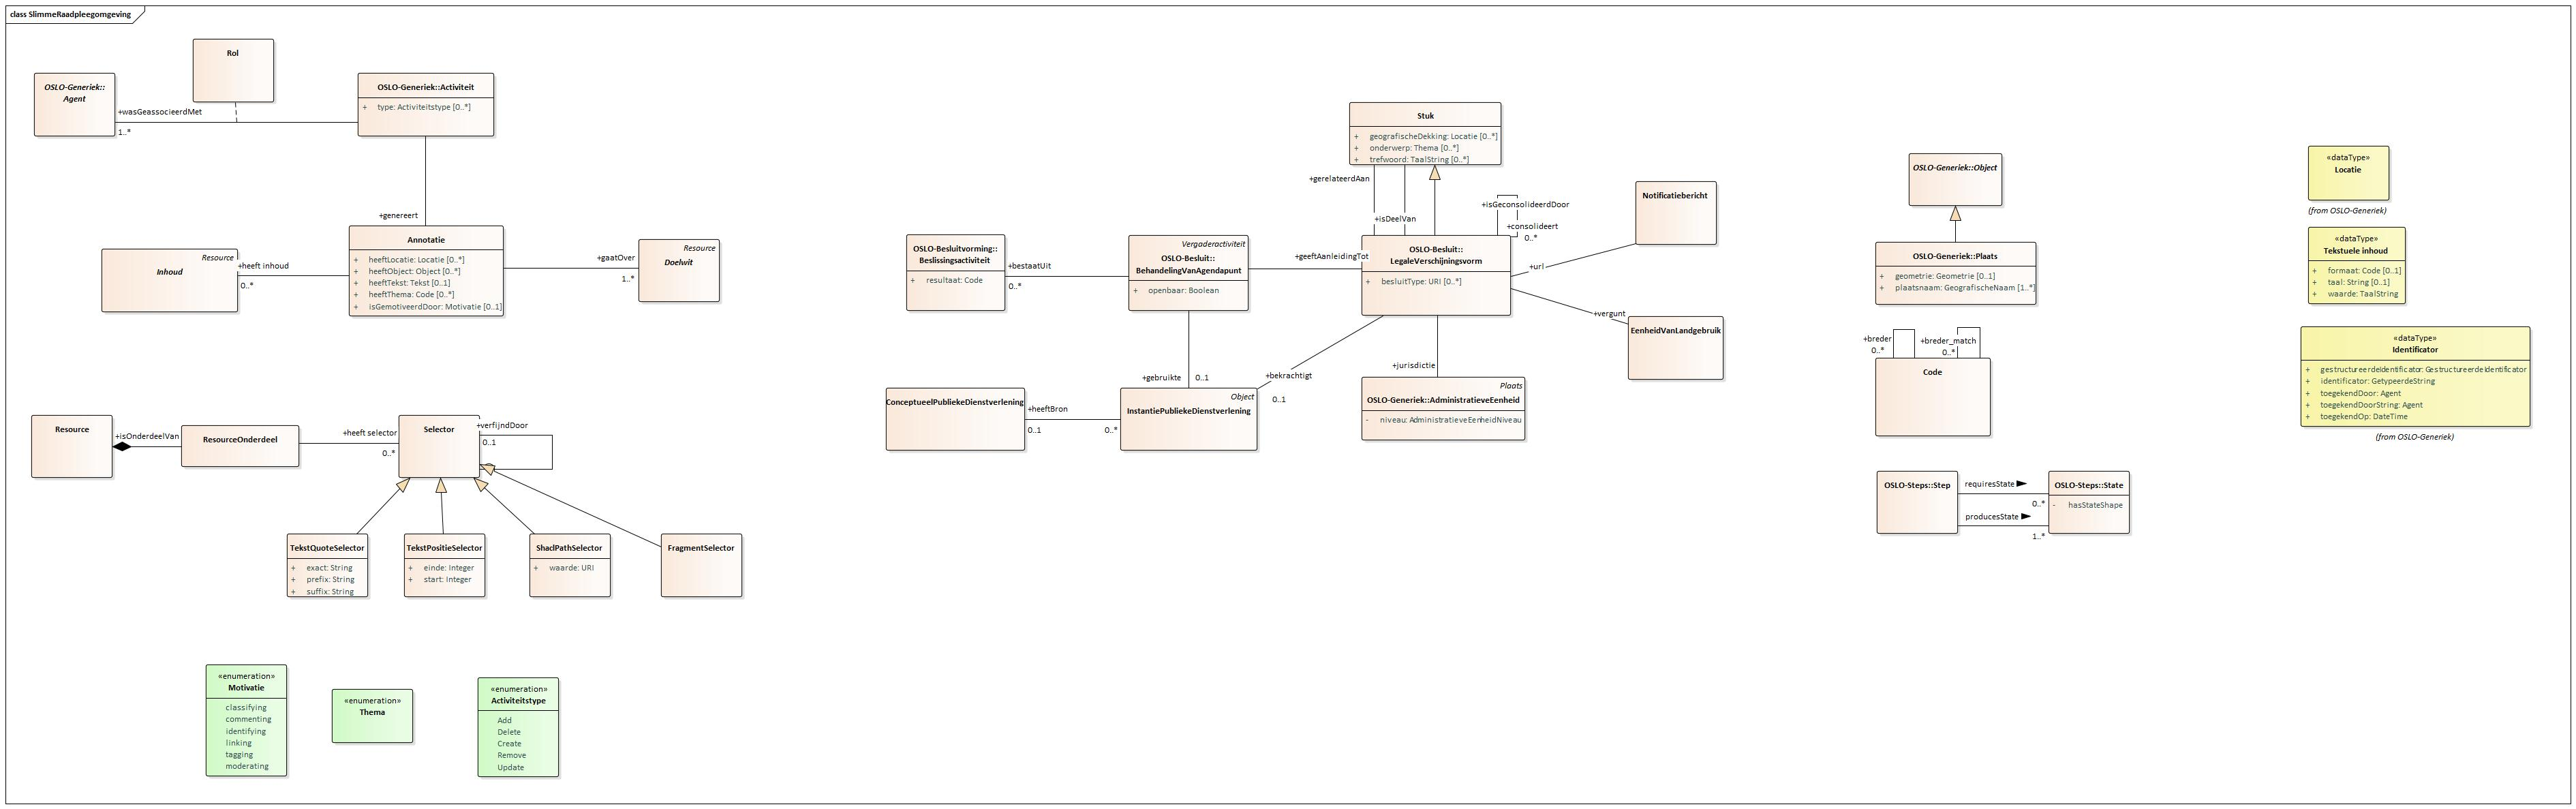 class SlimmeRaadpleegomgeving
Rol
OSLO-Generiek::
Agent
+wasGeassocieerdMet
1..*
OSLO-Generiek::Activiteit
+ type: Activiteitstype [0..*]
+genereert
Resource
Inhoud
+heeft inhoud
0..*
Annotatie
+ heeftLocatie: Locatie [0..*]
+ heeftObject: Object [0..*]
+ heeftTekst: Tekst [0..1]
+ heeftThema: Code [0..*]
+ isGemotiveerdDoor: Motivatie [0..1]
+gaatOver
1..*
Resource
Doelwit
Resource
+isOnderdeelVan
ResourceOnderdeel
+heeft selector
0..*
Selector
+verfijndDoor
0..1
TekstQuoteSelector
+ exact: String
+ prefix: String
+ suffix: String
TekstPositieSelector
+ einde: Integer
+ start: Integer
ShaclPathSelector
+ waarde: URI
FragmentSelector
«enumeration»
Motivatie
classifying
commenting
identifying
linking
tagging
moderating
«enumeration»
Thema
«enumeration»
Activiteitstype
Add
Delete
Create
Remove
Update
Stuk
+ geografischeDekking: Locatie [0..*]
+ onderwerp: Thema [0..*]
+ trefwoord: TaalString [0..*]
+gerelateerdAan
+isDeelVan
+isGeconsolideerdDoor
+consolideert
0..*
Notificatiebericht
OSLO-Besluitvorming::
Beslissingsactiviteit
+ resultaat: Code
+bestaatUit
0..*
Vergaderactiviteit
OSLO-Besluit::
BehandelingVanAgendapunt
+ openbaar: Boolean
+geeftAanleidingTot
OSLO-Besluit::
LegaleVerschijningsvorm
+ besluitType: URI [0..*]
+url
+vergunt
EenheidVanLandgebruik
+gebruikte
0..1
+bekrachtigt
0..1
+jurisdictie
ConceptueelPubliekeDienstverlening
+heeftBron
0..1
0..*
Object
InstantiePubliekeDienstverlening
Plaats
OSLO-Generiek::AdministratieveEenheid
- niveau: AdministratieveEenheidNiveau
OSLO-Generiek::Object
OSLO-Generiek::Plaats
+ geometrie: Geometrie [0..1]
+ plaatsnaam: GeografischeNaam [1..*]
+breder
0..*
+breder_match
0..*
Code
OSLO-Steps::Step
requiresState
0..*
producesState
1..*
OSLO-Steps::State
- hasStateShape
«dataType»
Locatie
(from OSLO-Generiek)
«dataType»
Tekstuele inhoud
+ formaat: Code [0..1]
+ taal: String [0..1]
+ waarde: TaalString
«dataType»
Identificator
+ gestructureerdeIdentificator: GestructureerdeIdentificator
+ identificator: GetypeerdeString
+ toegekendDoor: Agent
+ toegekendDoorString: Agent
+ toegekendOp: DateTime
(from OSLO-Generiek)